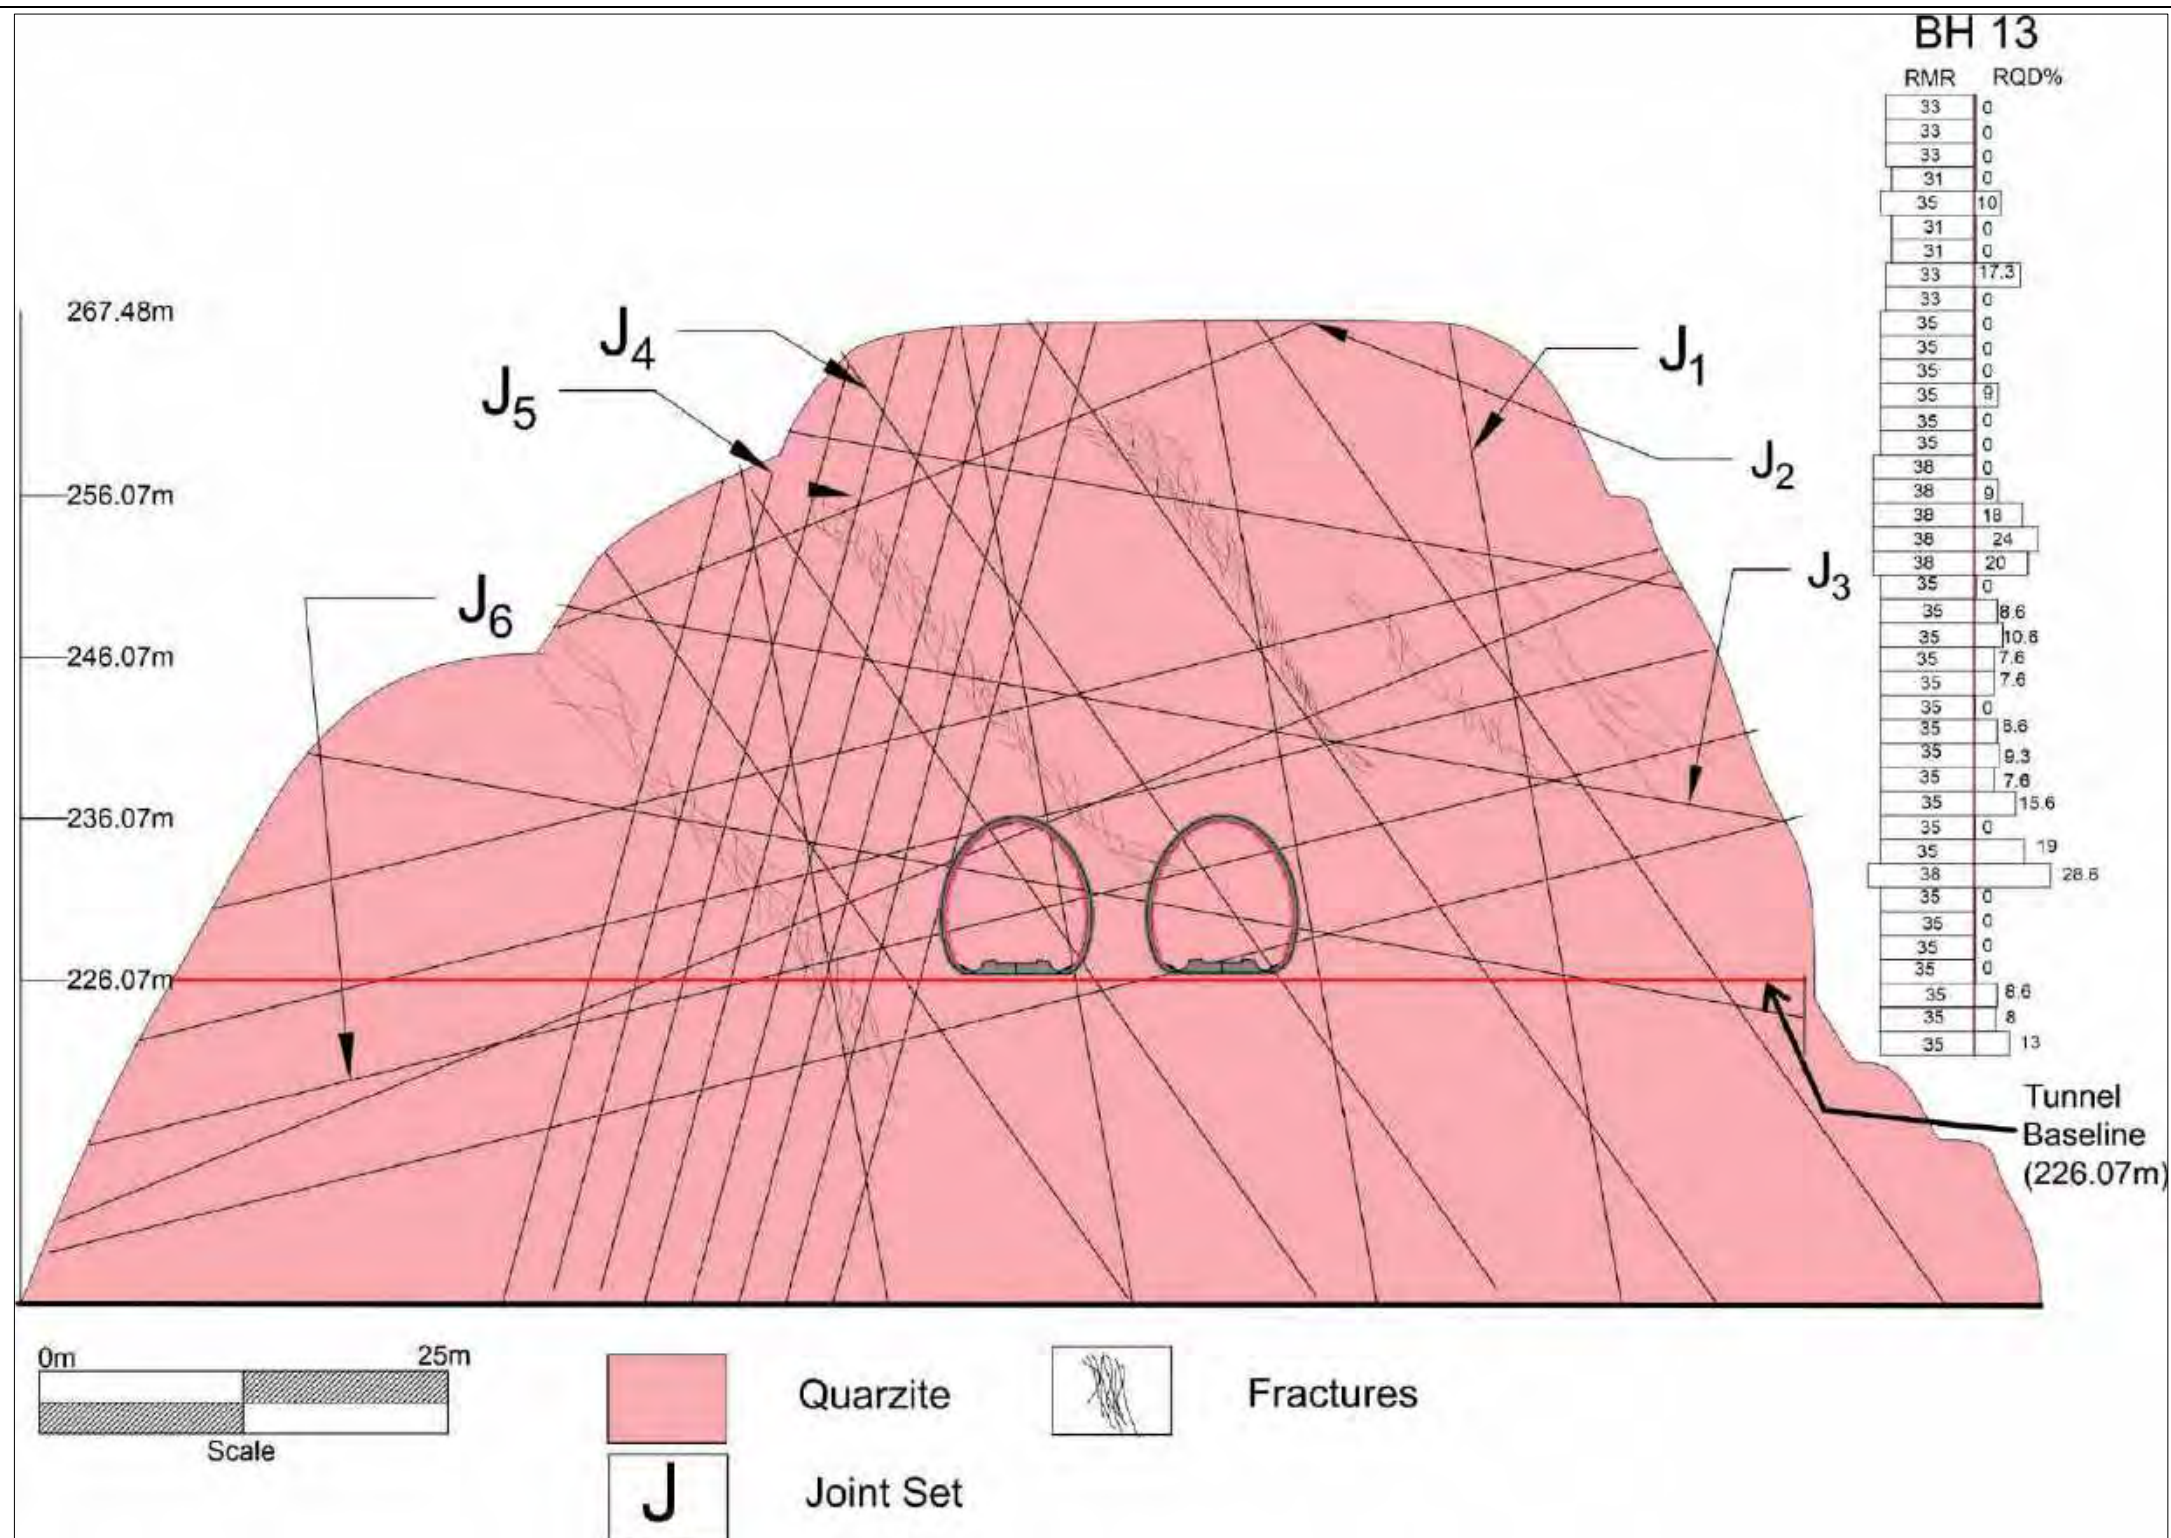 BH 13
RMR RQD%
33 0
33 0
33 0
31 0
35 10
31 0
31 0
33 17.3
33 0
35 0
35 0
35 0
35 9
35 0
35 0
38 0
38 9
38 18
38 24
38 20
35 0
35 8.6
35 10.6
35 7.6
35 7.6
35 0
35 8.6
35 9.3
35 7.6
35 15.6
35 0
35 19
38 28.6
35 0
35 0
35 0
35 0
35 8.6
35 8
35 13
267.48m
256.07m
246.07m
236.07m
226.07m
J4
J5
J6
J1
J2
J3
Tunnel
Baseline
(226.07m)
0m 25m
Scale
Quarzite
Fractures
J
Joint Set